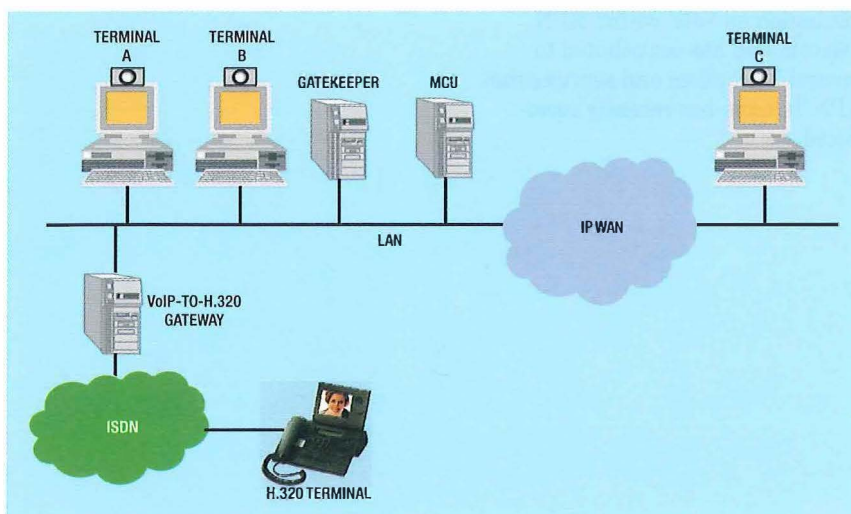 TERMINAL
A
TERMINAL
B
GATEKEEPER
MCU
TERMINAL
C
LAN
IP WAN
VoIP-TO-H.320
GATEWAY
ISDN
H.320 TERMINAL